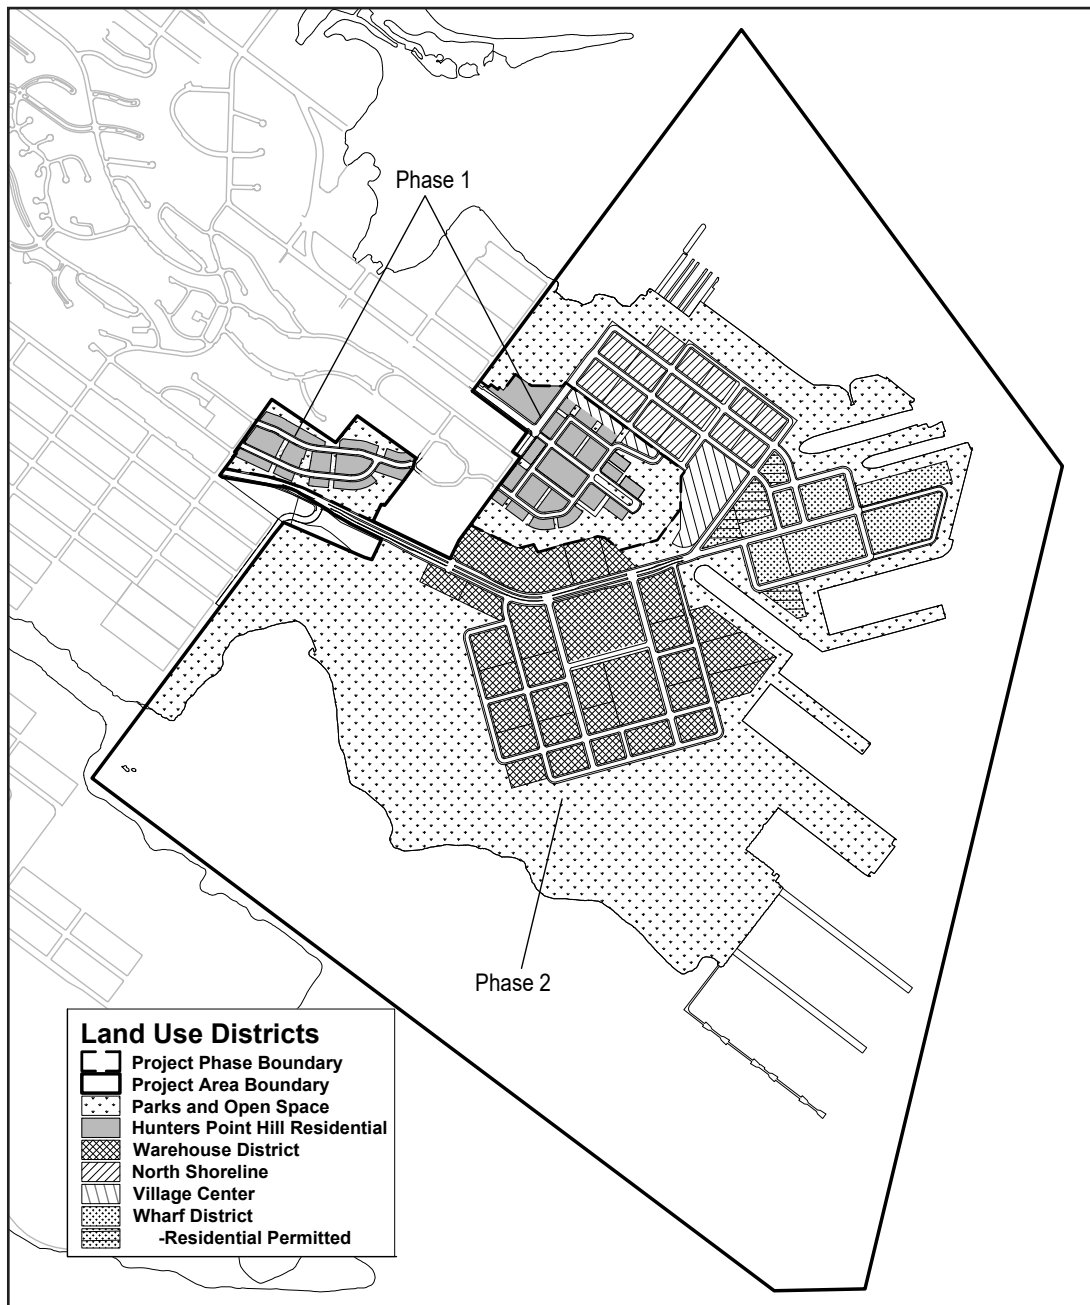 Phase 1
Phase 2
Land Use Districts
Project Phase Boundary
Project Area Boundary
Parks and Open Space
Hunters Point Hill Residential
Warehouse District
North Shoreline
Village Center
Wharf District
-Residential Permitted